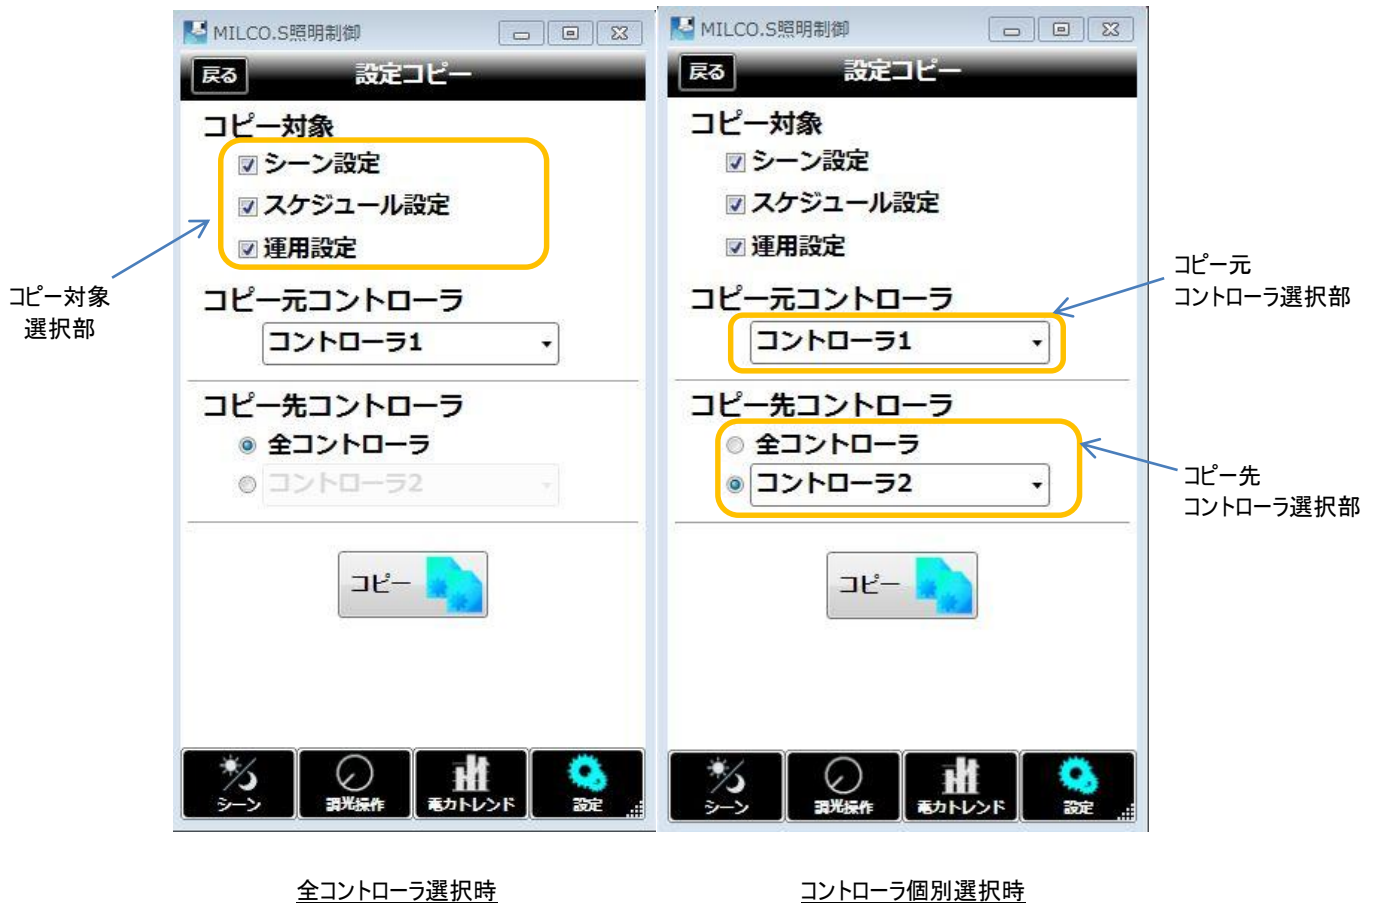 MILCO.S照明制御
戻る
設定コピー
コピー対象
シーン設定
スケジュール設定
運用設定
コピー元コントローラ
コントローラ1
コピー先コントローラ
全コントローラ
コントローラ2
コピー
シーン
調光操作
電力トレンド
設定
コピー対象
選択部
全コントローラ選択時
MILCO.S照明制御
戻る
設定コピー
コピー対象
シーン設定
スケジュール設定
運用設定
コピー元コントローラ
コントローラ1
コピー先コントローラ
全コントローラ
コントローラ2
コピー
シーン
調光操作
電力トレンド
設定
コピー元
コントローラ選択部
コピー先
コントローラ選択部
コントローラ個別選択時